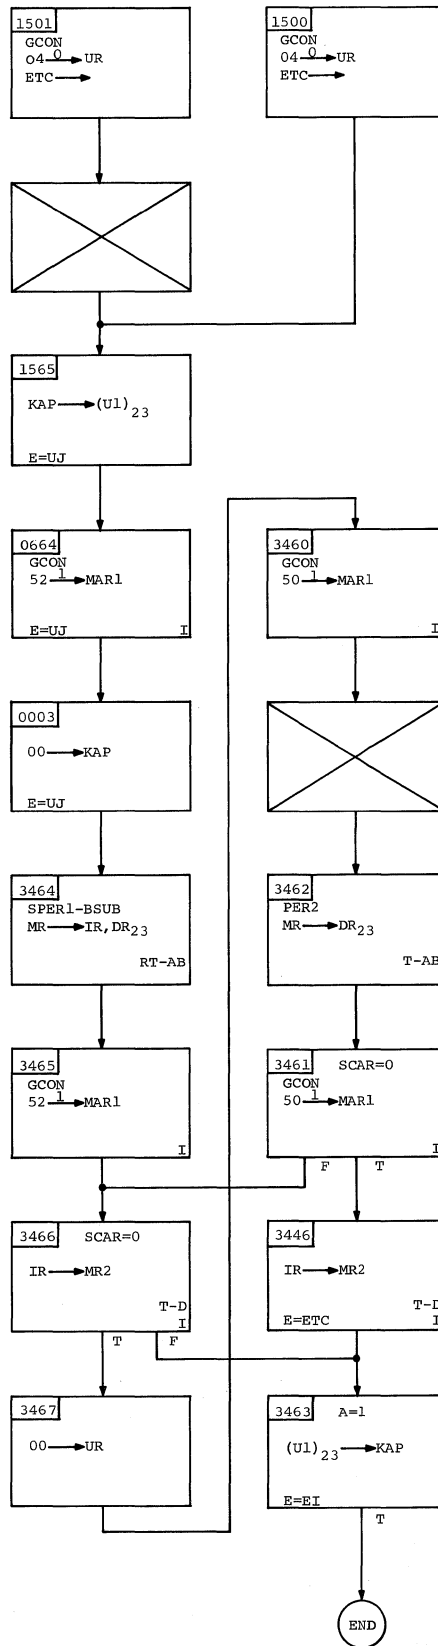 1501
GCON
04 0 → UR
ETC →
1500
GCON
04 0 → UR
ETC →
1565
KAP → (U1)23
E=UJ
0664
GCON
52 1 → MAR1
E=UJ I
3460
GCON
50 1 → MAR1
I
0003
00 → KAP
E=UJ
3464
SPER1-BSUB
MR → IR,DR23
RT-AB
3462
PER2
MR → DR23
T-AB
3465
GCON
52 1 → MAR1
I
3461 SCAR=0
GCON
50 1 → MAR1
I
F T
3466 SCAR=0
IR → MR2
T-D
I
T F
3446
IR → MR2
T-D
E=ETC I
3467
00 → UR
3463 A=1
(U1)23 → KAP
E=EI
T
END